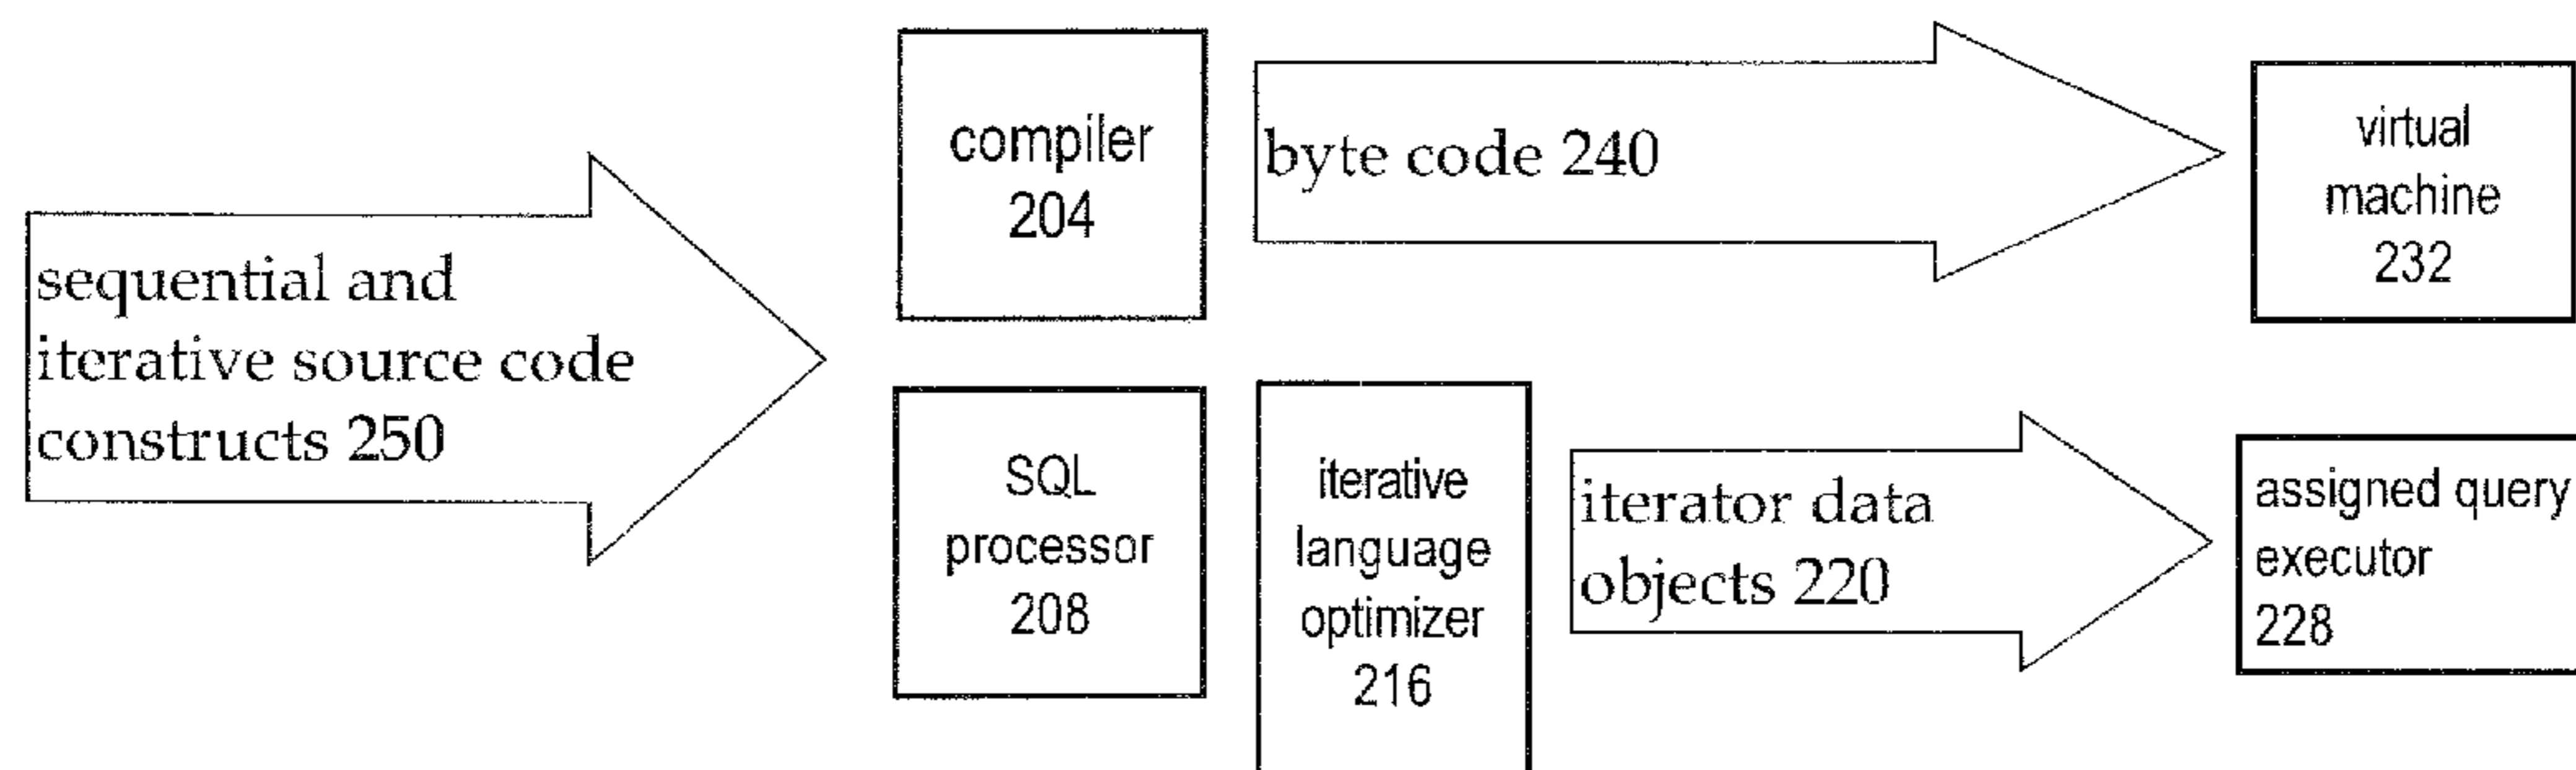 sequential and
iterative source code
constructs 250
compiler
204
byte code 240
virtual
machine
232
SQL
processor
208
iterative
language
optimizer
216
iterator data
objects 220
assigned query
executor
228